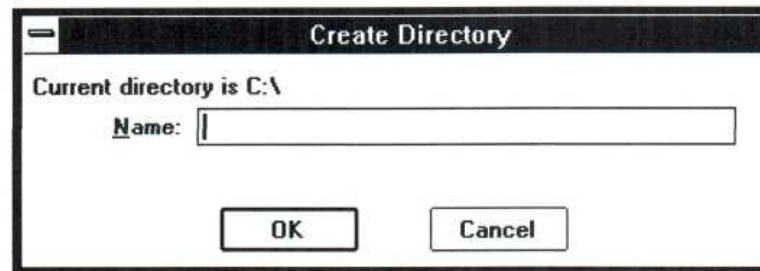 Create Directory
Current directory is C:\
Name:
OK
Cancel